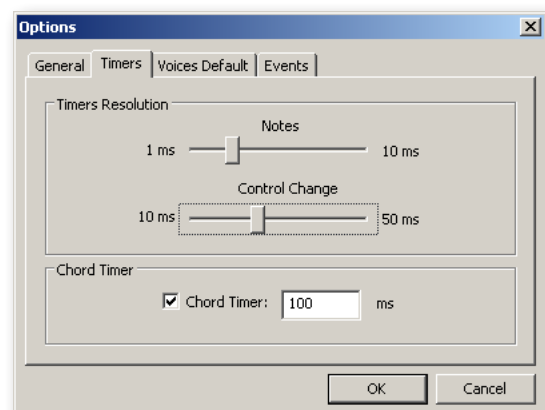 Options
General Timers Voices Default Events
Timers Resolution
Notes
1 ms 10 ms
Control Change
10 ms 50 ms
Chord Timer
Chord Timer: 100 ms
OK Cancel